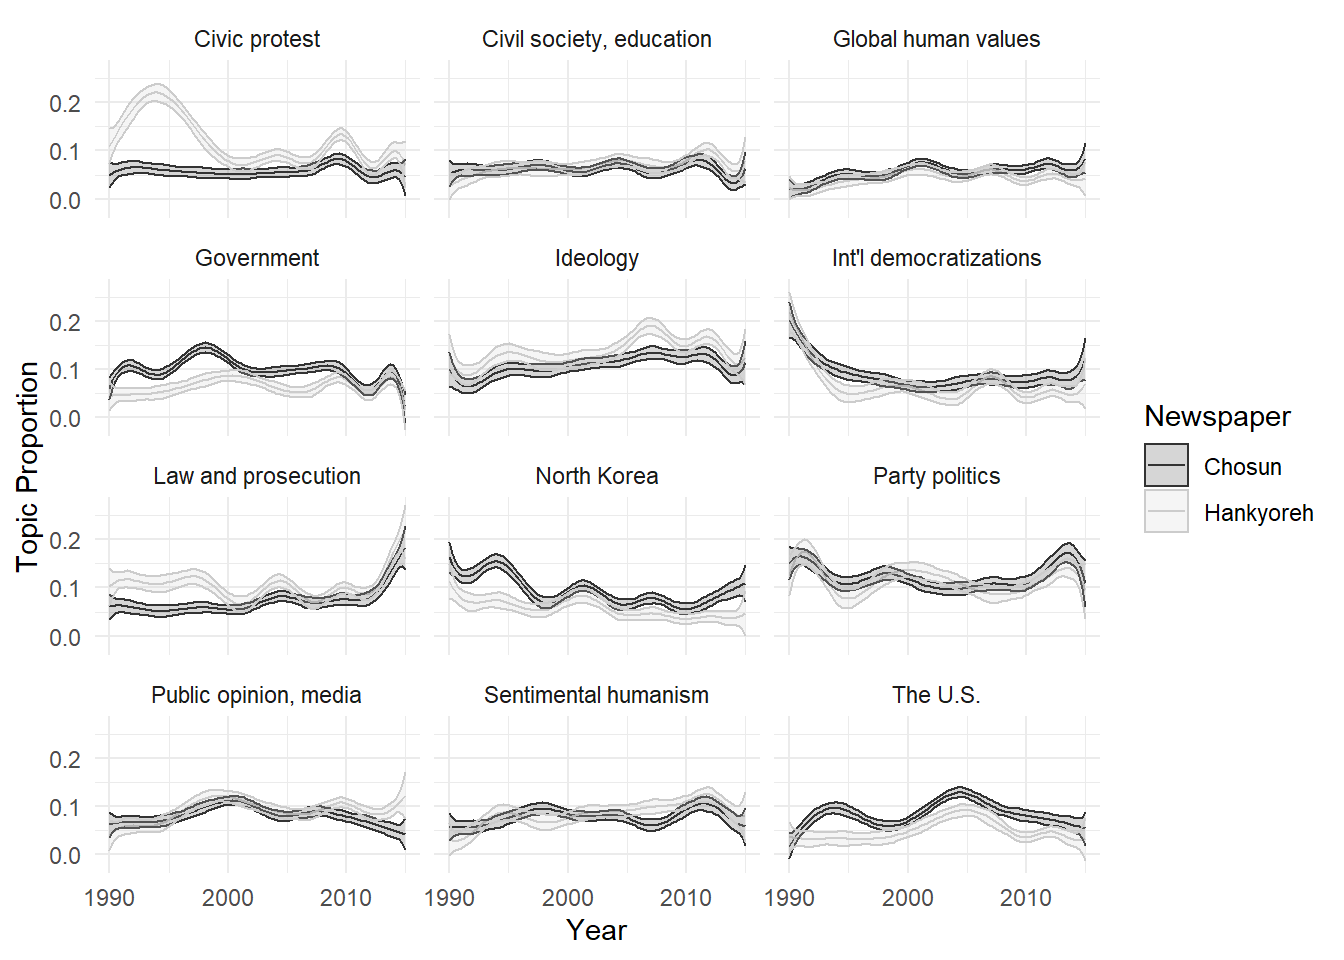 Civic protest
Civil society, education
Global human values
0.2
0.1
0.0
Government
Ideology
Int'l democratizations
0.2
0.1
0.0
Law and prosecution
North Korea
Party politics
0.2
0.1
0.0
Public opinion, media
Sentimental humanism
The U.S.
0.2
0.1
0.0
1990 2000 2010
1990 2000 2010
1990 2000 2010
Year
Topic Proportion
Newspaper
Chosun
Hankyoreh